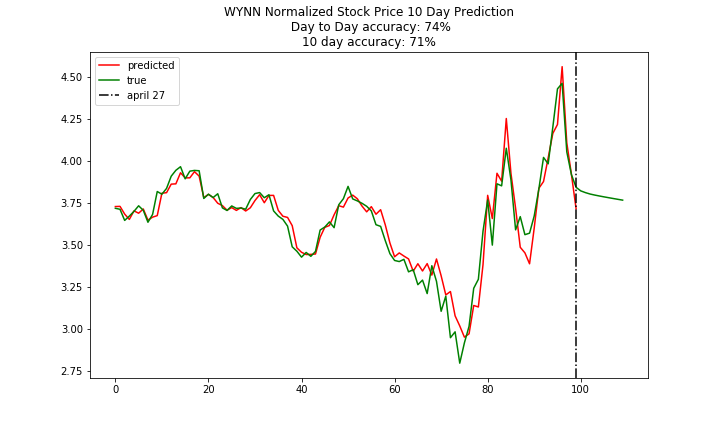 WYNN Normalized Stock Price 10 Day Prediction
Day to Day accuracy: 74%
10 day accuracy: 71%
predicted
true
april 27
4.50
4.25
4.00
3.75
3.50
3.25
3.00
2.75
0 20 40 60 80 100